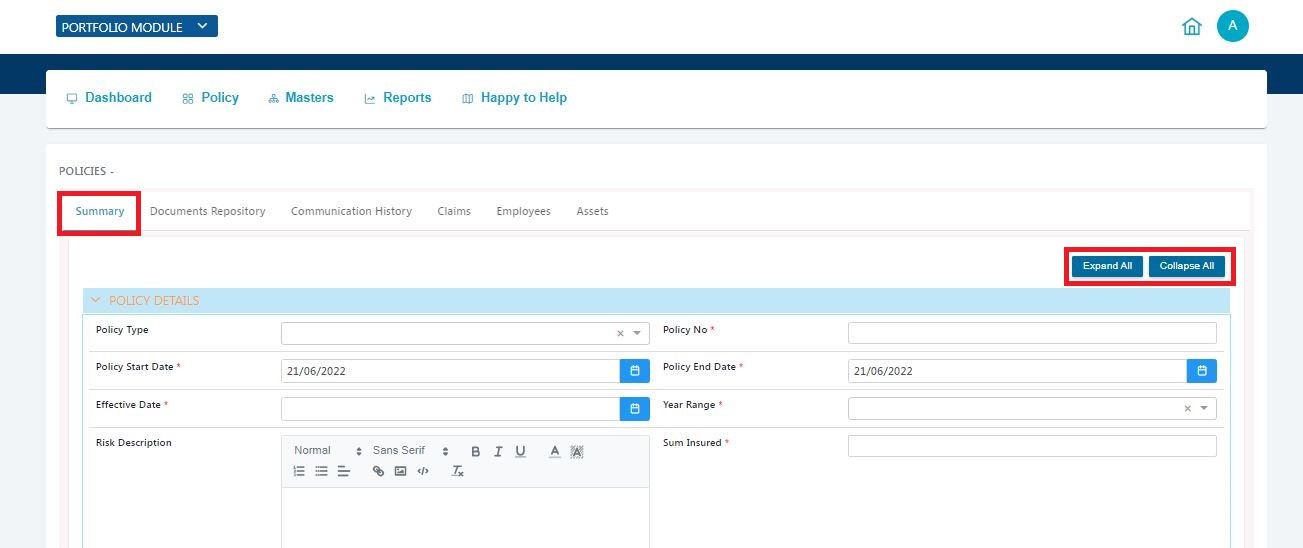 PORTFOLIO MODULE
A
Dashboard Policy Masters Reports Happy to Help
POLICIES -
Summary Documents Repository Communication History Claims Employees Assets
Expand All Collapse All
POLICY DETAILS
Policy Type Policy No *
Policy Start Date * 21/06/2022 Policy End Date * 21/06/2022
Effective Date * Year Range *
Risk Description Normal Sans Serif B I U A A Sum Insured *